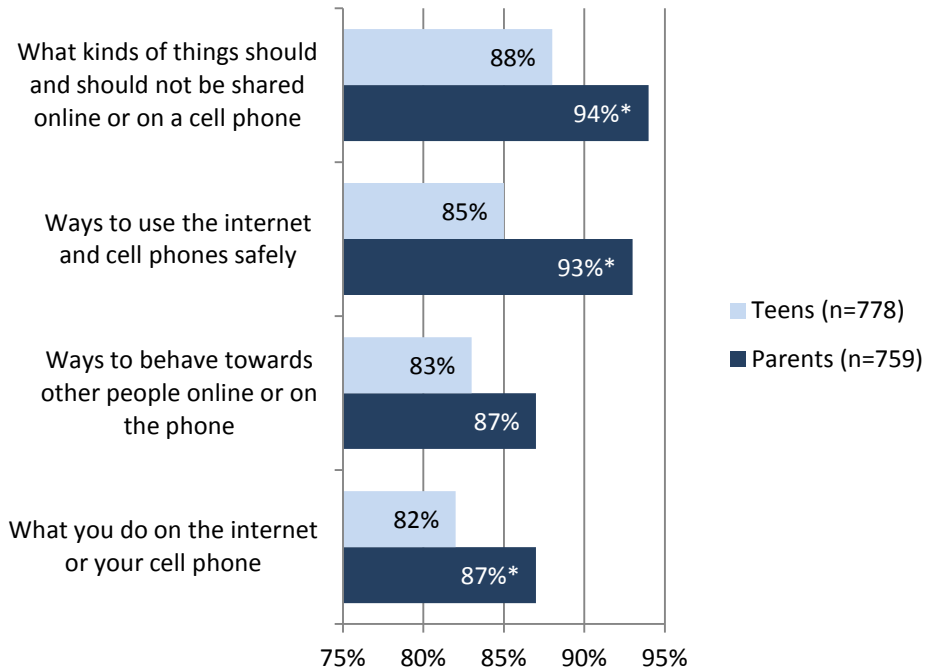 What kinds of things should
and should not be shared
online or on a cell phone
88%
94%*
Ways to use the internet
and cell phones safely
85%
93%*
Ways to behave towards
other people online or on
the phone
83%
87%
What you do on the internet
or your cell phone
82%
87%*
75% 80% 85% 90% 95%
Teens (n=778)
Parents (n=759)